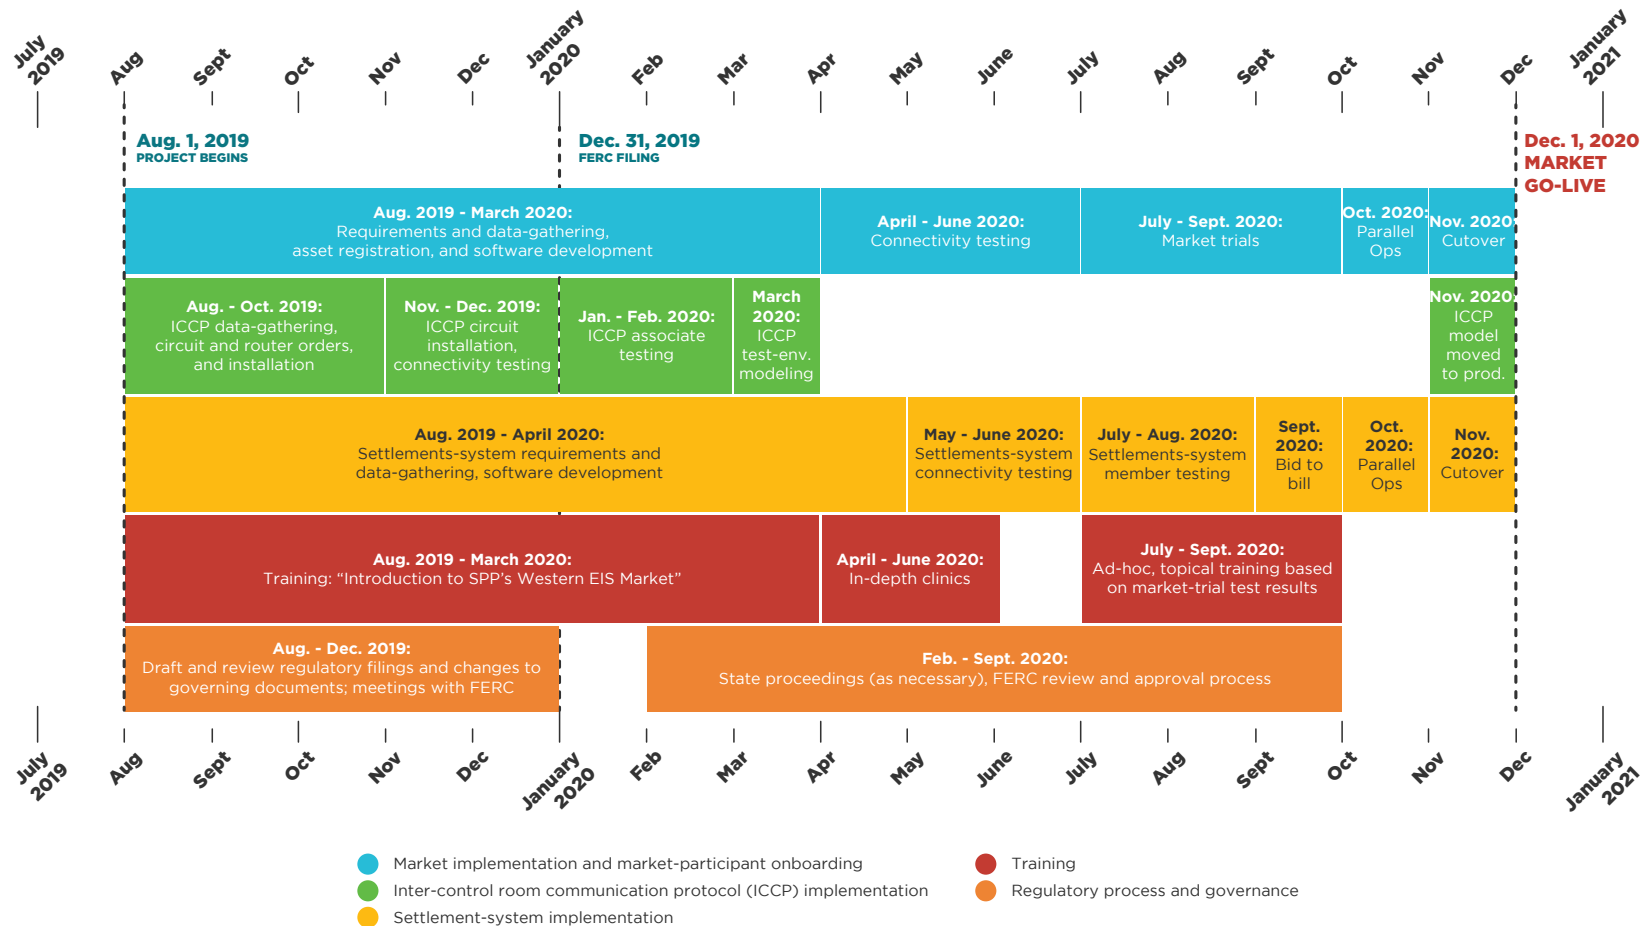 July
2019
Aug
Sept
Oct
Nov
Dec
January
2020
Feb
Mar
Apr
May
June
July
Aug
Sept
Oct
Nov
Dec
January
2021
Aug. 1, 2019
PROJECT BEGINS
Dec. 31, 2019
FERC FILING
Dec. 1, 2020
MARKET
GO-LIVE
Aug. 2019 - March 2020:
Requirements and data-gathering,
asset registration, and software development
April - June 2020:
Connectivity testing
July - Sept. 2020:
Market trials
Oct. 2020:
Parallel
Ops
Nov. 2020:
Cutover
Aug. - Oct. 2019:
ICCP data-gathering,
circuit and router orders,
and installation
Nov. - Dec. 2019:
ICCP circuit
installation,
connectivity testing
Jan. - Feb. 2020:
ICCP associate
testing
March
2020:
ICCP
test-env.
modeling
Nov. 2020:
ICCP
model
moved
to prod.
Aug. 2019 - April 2020:
Settlements-system requirements and
data-gathering, software development
May - June 2020:
Settlements-system
connectivity testing
July - Aug. 2020:
Settlements-system
member testing
Sept.
2020:
Bid to
bill
Oct.
2020:
Parallel
Ops
Nov.
2020:
Cutover
Aug. 2019 - March 2020:
Training: “Introduction to SPP’s Western EIS Market”
April - June 2020:
In-depth clinics
July - Sept. 2020:
Ad-hoc, topical training based
on market-trial test results
Aug. - Dec. 2019:
Draft and review regulatory filings and changes to
governing documents; meetings with FERC
Feb. - Sept. 2020:
State proceedings (as necessary), FERC review and approval process
July
2019
Aug
Sept
Oct
Nov
Dec
January
2020
Feb
Mar
Apr
May
June
July
Aug
Sept
Oct
Nov
Dec
January
2021
Market implementation and market-participant onboarding
Inter-control room communication protocol (ICCP) implementation
Settlement-system implementation
Training
Regulatory process and governance